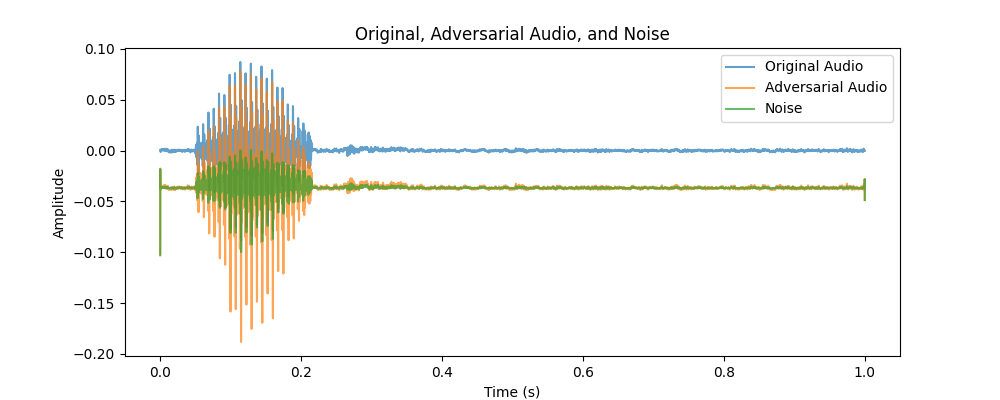 Original, Adversarial Audio, and Noise
Original Audio
Adversarial Audio
Noise
Amplitude
0.10
0.05
0.00
−0.05
−0.10
−0.15
−0.20
0.0 0.2 0.4 0.6 0.8 1.0
Time (s)